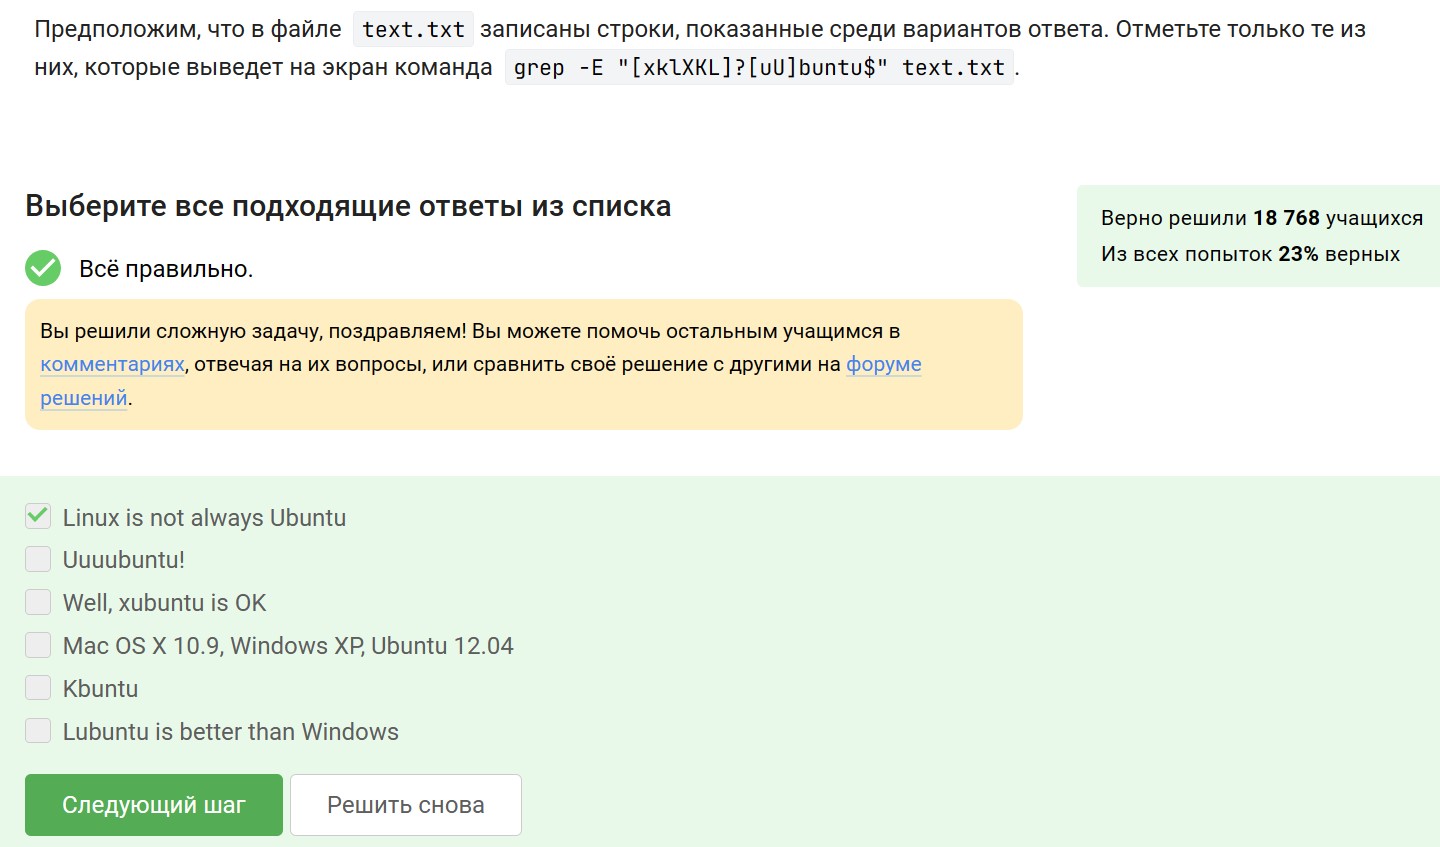 Предположим, что в файле text.txt записаны строки, показанные среди вариантов ответа. Отметьте только те из
них, которые выведет на экран команда grep -E "[xklXKL]?[uU]buntu$" text.txt.
Выберите все подходящие ответы из списка
Верно решили 18 768 учащихся
Из всех попыток 23% верных
Всё правильно.
Вы решили сложную задачу, поздравляем! Вы можете помочь остальным учащимся в
комментариях, отвечая на их вопросы, или сравнить своё решение с другими на форуме
решений.
Linux is not always Ubuntu
Uuuubuntu!
Well, xubuntu is OK
Mac OS X 10.9, Windows XP, Ubuntu 12.04
Kbuntu
Lubuntu is better than Windows
Следующий шаг
Решить снова